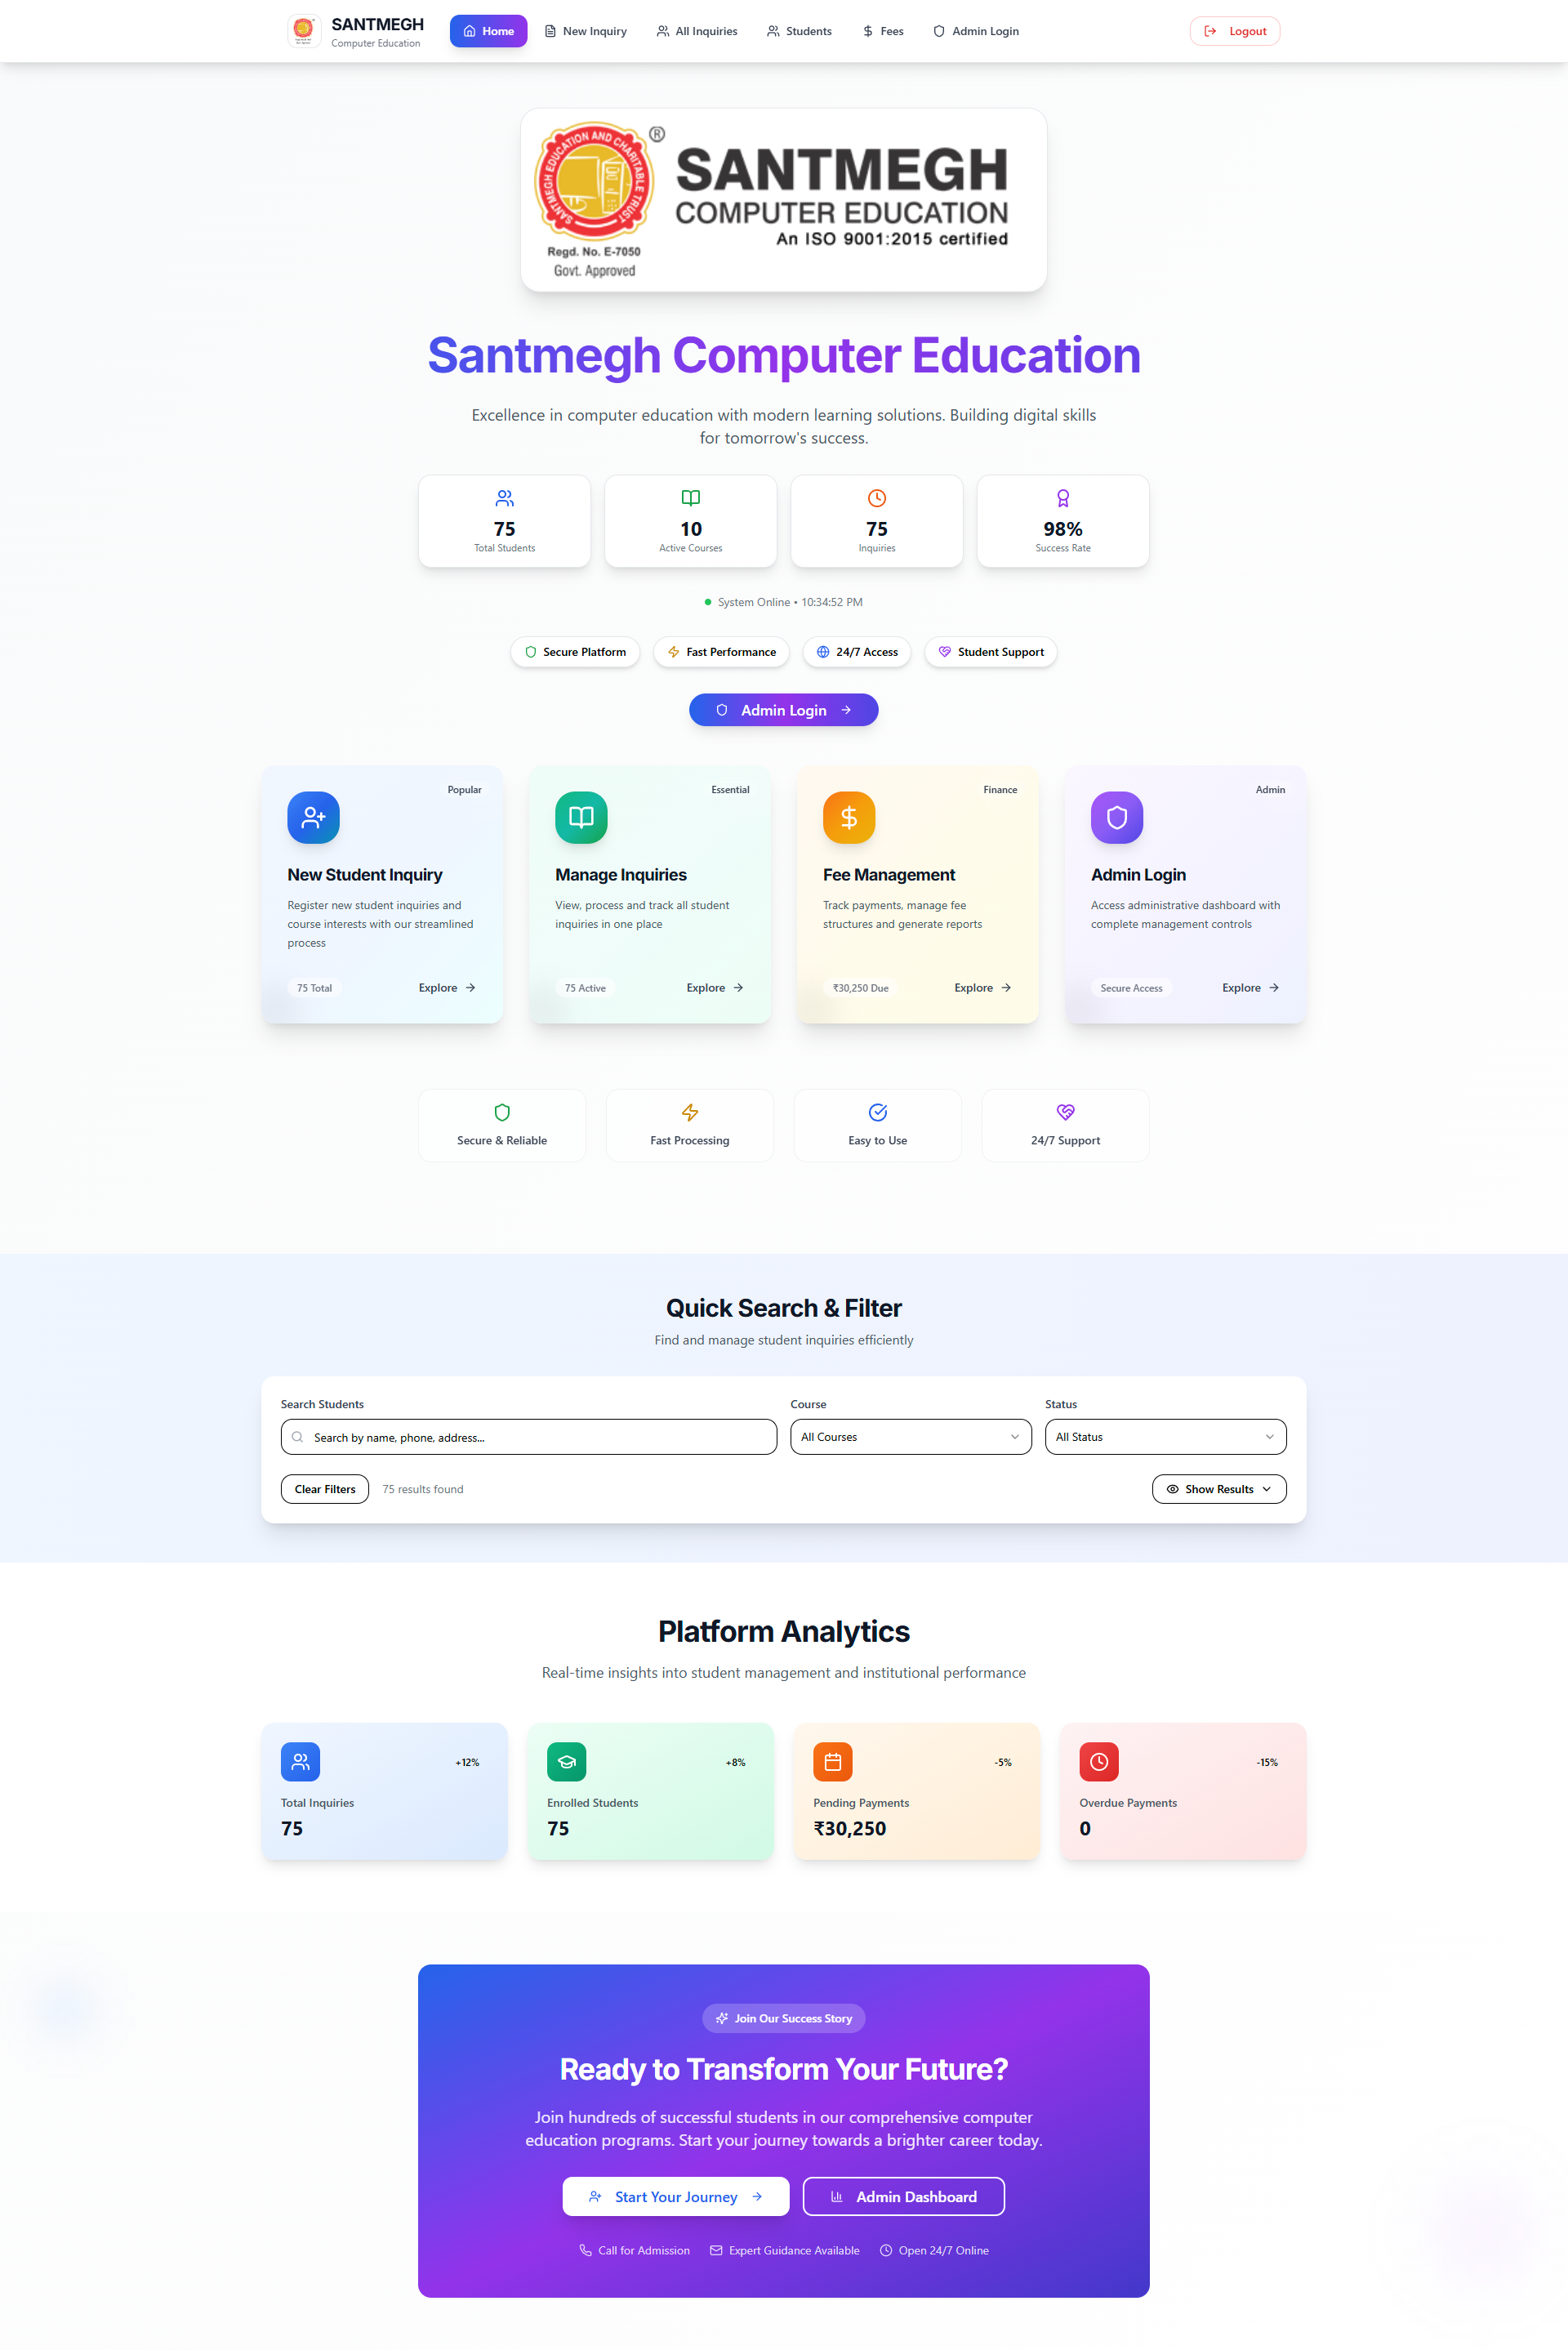 SANTMEGH
Computer Education
Home
New Inquiry
All Inquiries
Students
Fees
Admin Login
Logout
SANTMEGH EDUCATION AND CHARITABLE TRUST
®
SANTMEGH
COMPUTER EDUCATION
An ISO 9001:2015 certified
Regd. No. E-7050
Govt. Approved
Santmegh Computer Education
Excellence in computer education with modern learning solutions. Building digital skills
for tomorrow's success.
75
Total Students
10
Active Courses
75
Inquiries
98%
Success Rate
System Online • 10:34:52 PM
Secure Platform
Fast Performance
24/7 Access
Student Support
Admin Login
Popular
New Student Inquiry
Register new student inquiries and
course interests with our streamlined
process
75 Total
Explore
Essential
Manage Inquiries
View, process and track all student
inquiries in one place
75 Active
Explore
Finance
Fee Management
Track payments, manage fee
structures and generate reports
₹30,250 Due
Explore
Admin
Admin Login
Access administrative dashboard with
complete management controls
Secure Access
Explore
Secure & Reliable
Fast Processing
Easy to Use
24/7 Support
Quick Search & Filter
Find and manage student inquiries efficiently
Search Students
Search by name, phone, address...
Course
All Courses
Status
All Status
Clear Filters
75 results found
Show Results
Platform Analytics
Real-time insights into student management and institutional performance
+12%
Total Inquiries
75
+8%
Enrolled Students
75
-5%
Pending Payments
₹30,250
-15%
Overdue Payments
0
Join Our Success Story
Ready to Transform Your Future?
Join hundreds of successful students in our comprehensive computer
education programs. Start your journey towards a brighter career today.
Start Your Journey
Admin Dashboard
Call for Admission
Expert Guidance Available
Open 24/7 Online